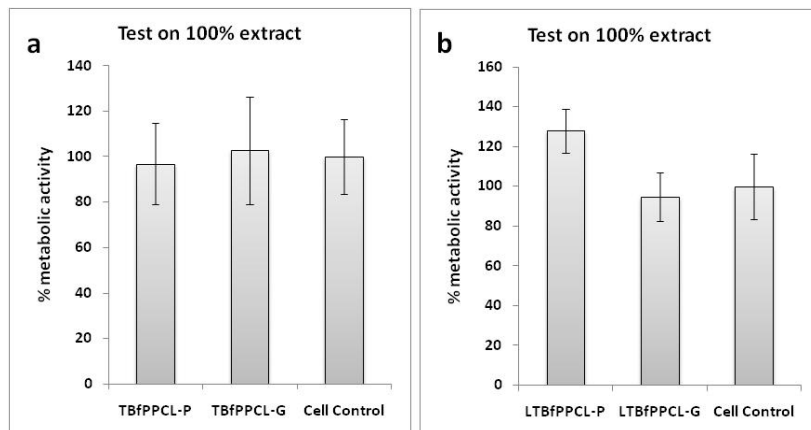 a
Test on 100% extract
% metabolic activity
140
120
100
80
60
40
20
0
TBfPPCL-P TBfPPCL-G Cell Control
b
Test on 100% extract
% metabolic activity
160
140
120
100
80
60
40
20
0
LTBfPPCL-P LTBfPPCL-G Cell Control